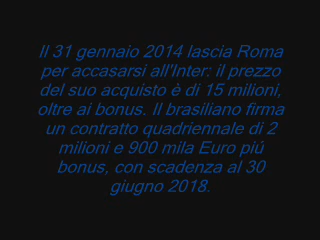 Il 31 gennaio 2014 lascia Roma
per accasarsi all'Inter: il prezzo
del suo acquisto è di 15 milioni,
oltre ai bonus. Il brasiliano firma
un contratto quadriennale di 2
milioni e 900 mila Euro piú
bonus, con scadenza al 30
giugno 2018.